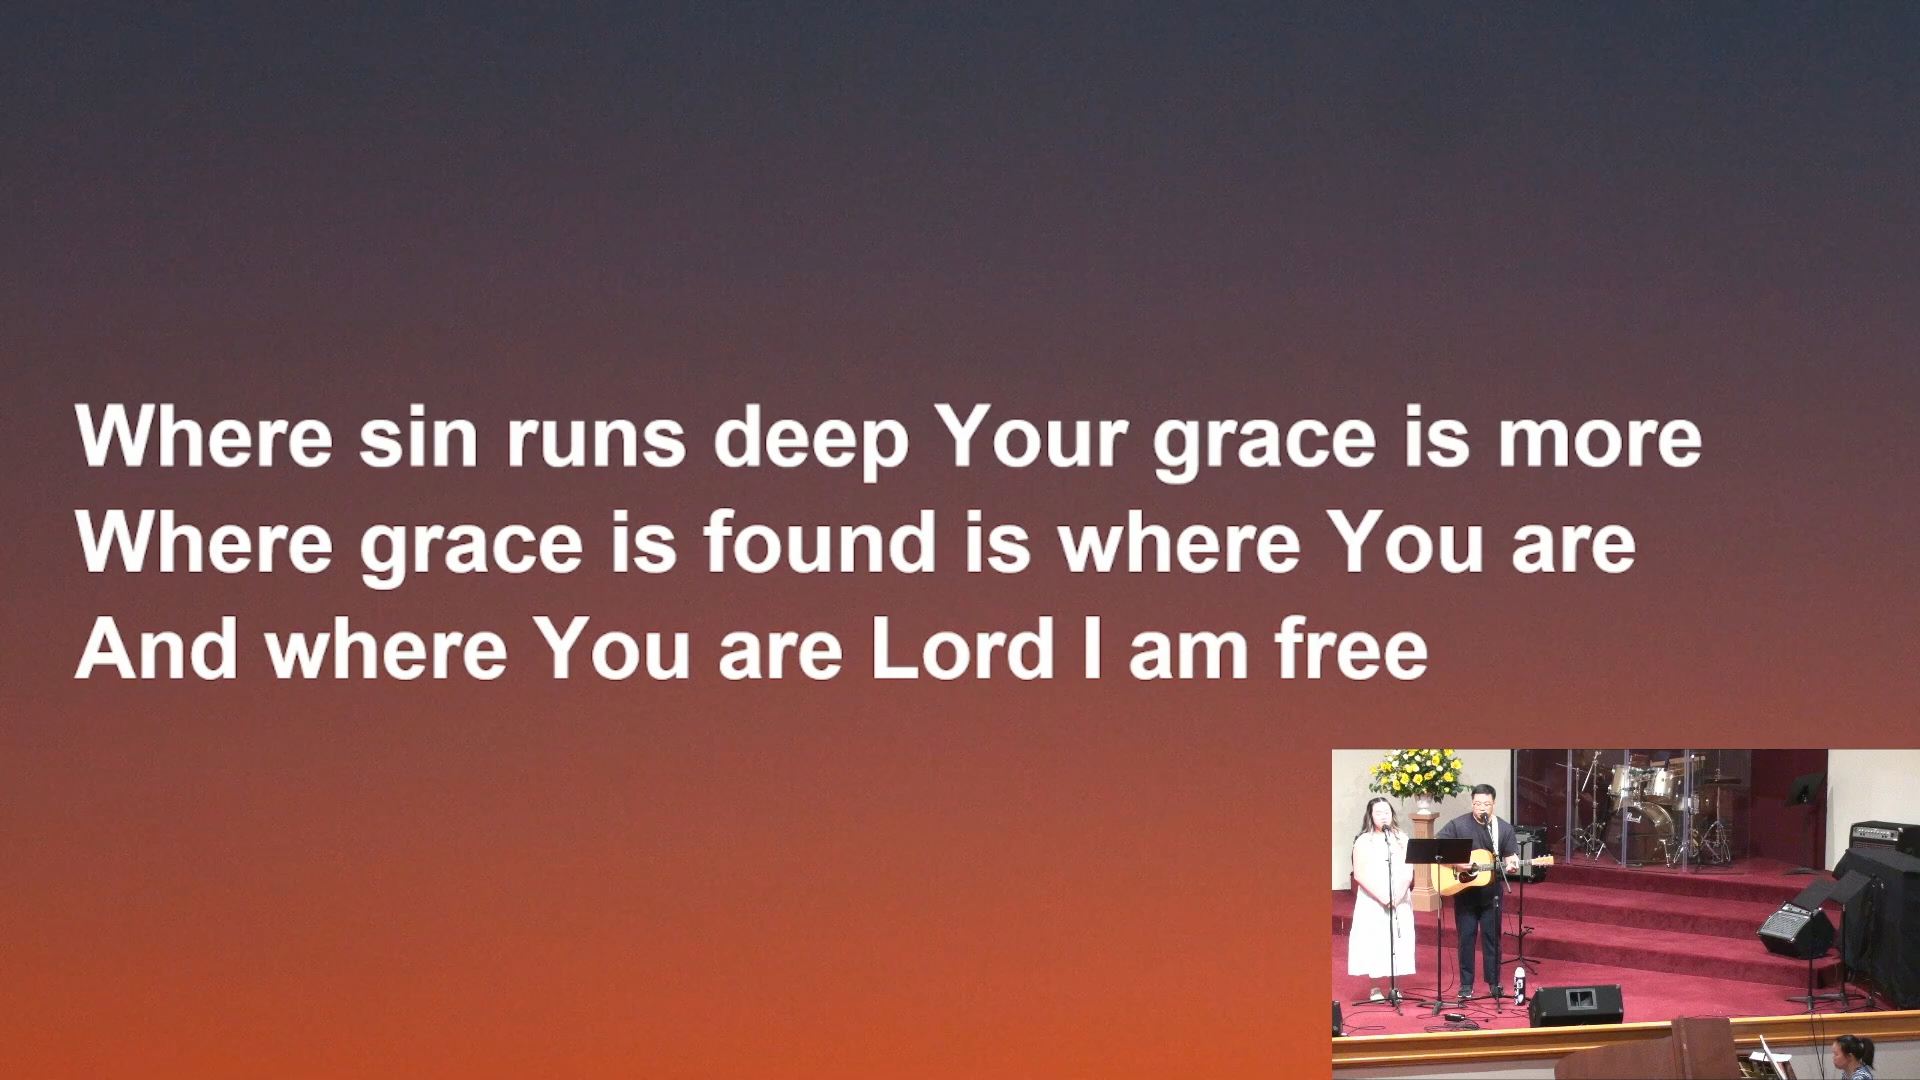 Where sin runs deep Your grace is more
Where grace is found is where You are
And where You are Lord I am free